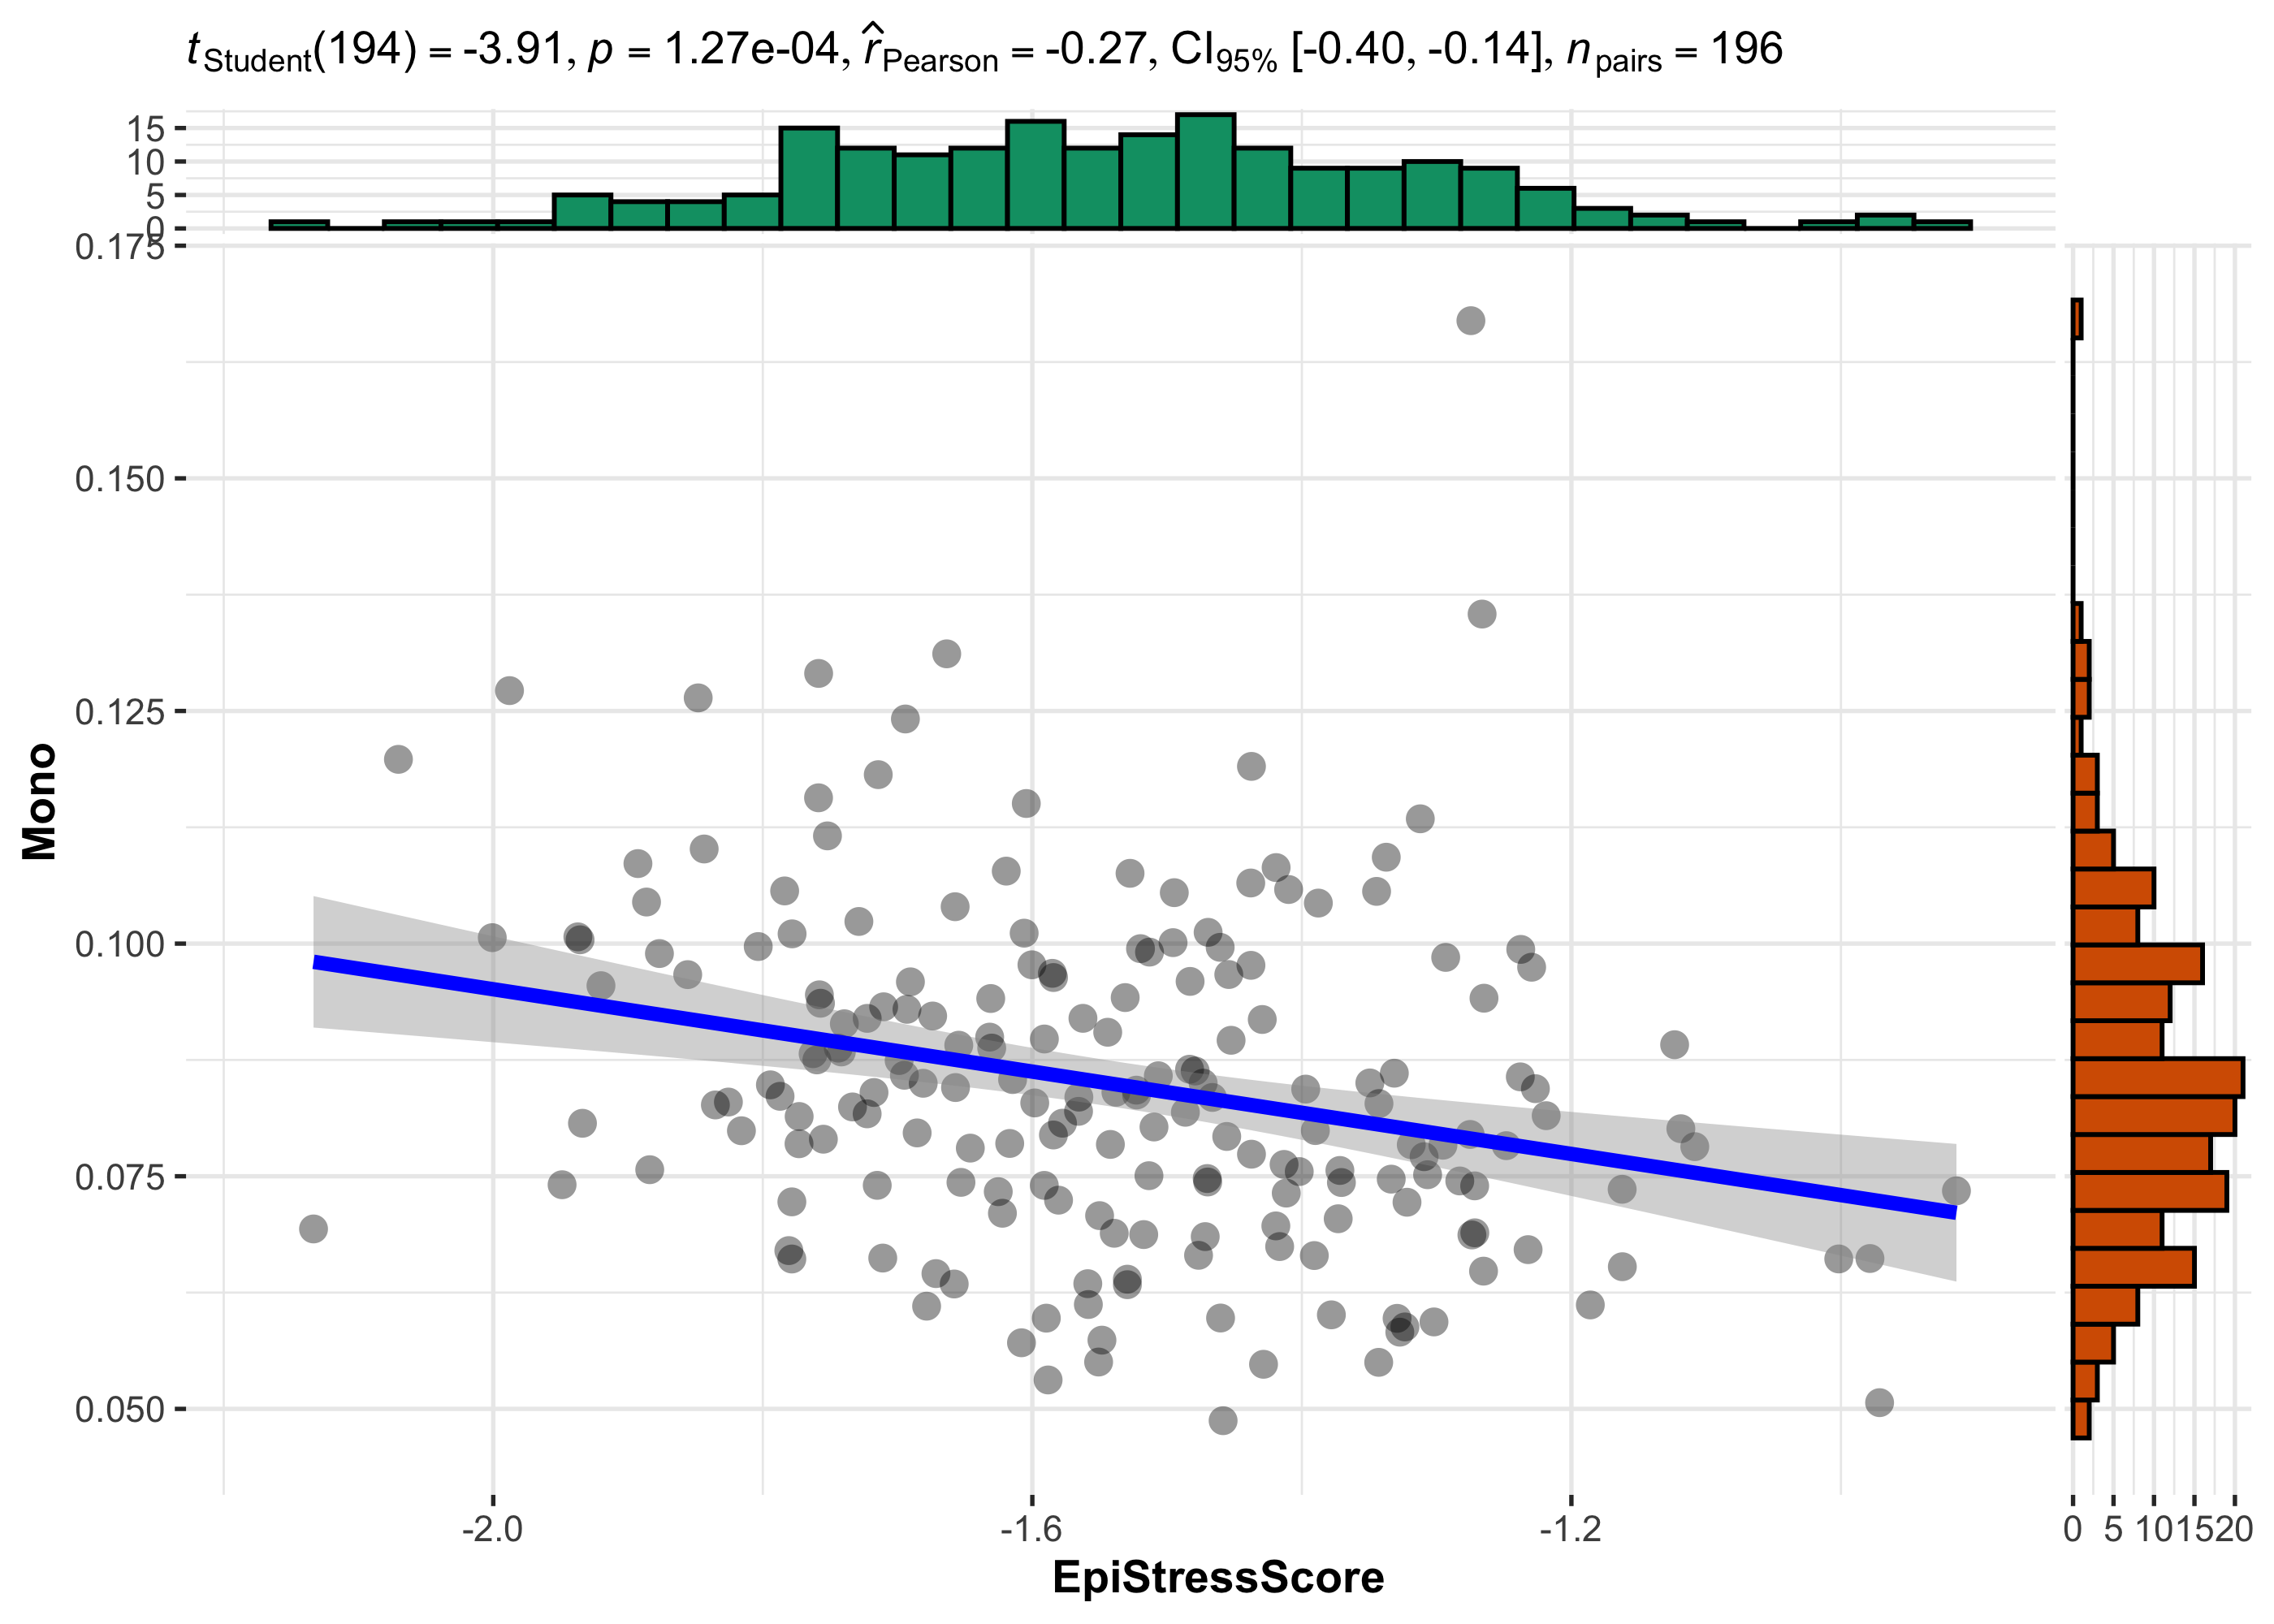 t Student(194) = -3.91, p = 1.27e-04, r̂ Pearson = -0.27, CI95% [-0.40, -0.14], n pairs = 196
15
10
5
0
0.175
0.150
0.125
0.100
0.075
0.050
Mono
-2.0 -1.6 -1.2
0 5 10 15 20
EpiStressScore